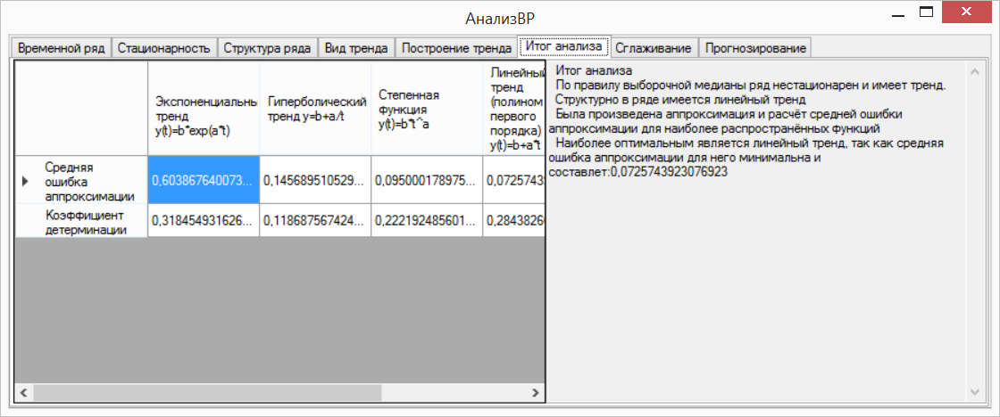 АнализВР
Временной ряд Стационарность Структура ряда Вид тренда Построение тренда Итог анализа Сглаживание Прогнозирование
Экспоненциальны
тренд
y(t)=b*exp(a*t)
Гиперболический
тренд y=b+a/t
Степенная
функция
y(t)=b*t^a
Линейный
тренд
(полином
первого
порядка)
y(t)=b+a*t
Средняя
ошибка
аппроксимации
0,603867640073... 0,145689510529... 0,095000178975... 0,0725743
Коэффициент
детерминации
0,318454931626... 0,118687567424... 0,222192485601... 0,2843826
Итог анализа
По правилу выборочной медианы ряд нестационарен и имеет тренд.
Структурно в ряде имеется линейный тренд
Была произведена аппроксимация и расчёт средней ошибки
аппроксимации для наиболее распространённых функций
Наиболее оптимальным является линейный тренд, так как средняя
ошибка аппроксимации для него минимальна и
составлет:0,0725743923076923